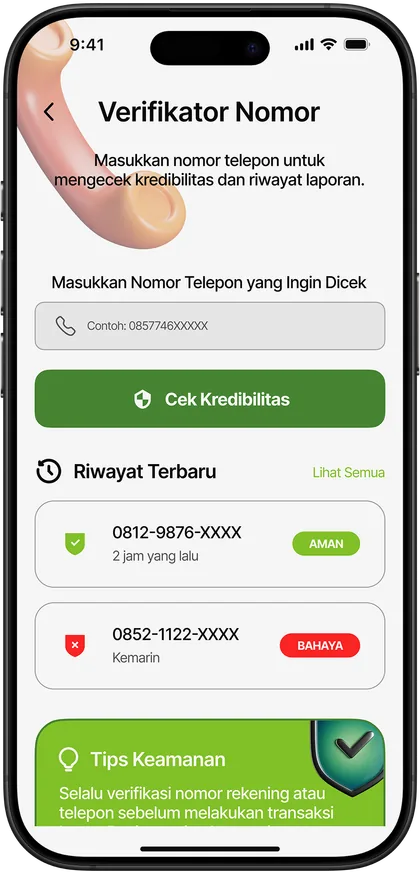 9:41
Verifikator Nomor
Masukkan nomor telepon untuk
mengecek kredibilitas dan riwayat laporan.
Masukkan Nomor Telepon yang Ingin Dicek
Contoh: 0857746XXXXX
Cek Kredibilitas
Riwayat Terbaru
Lihat Semua
0812-9876-XXXX
2 jam yang lalu
AMAN
0852-1122-XXXX
Kemarin
BAHAYA
Tips Keamanan
Selalu verifikasi nomor rekening atau
telepon sebelum melakukan transaksi